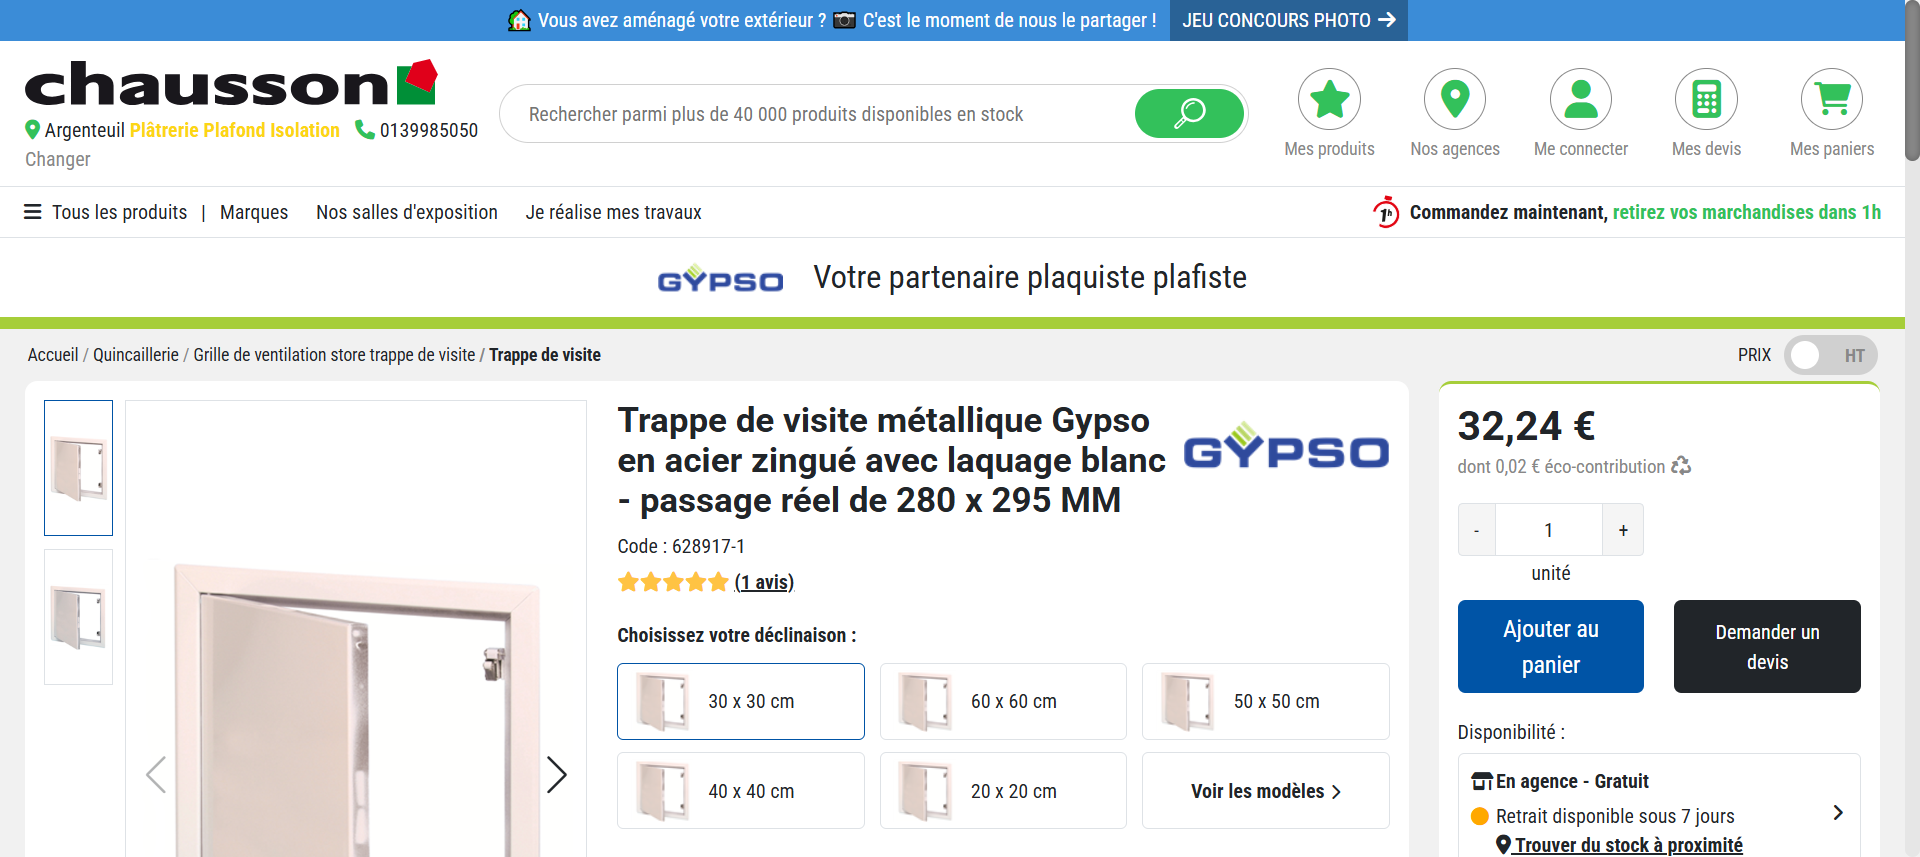 Vous avez aménagé votre extérieur ? C'est le moment de nous le partager ! JEU CONCOURS PHOTO
chausson
Argenteuil Plâtrerie Plafond Isolation 0139985050
Changer
Rechercher parmi plus de 40 000 produits disponibles en stock
Mes produits Nos agences Me connecter Mes devis Mes paniers
Tous les produits | Marques Nos salles d'exposition Je réalise mes travaux
1h Commandez maintenant, retirez vos marchandises dans 1h
GYPSO Votre partenaire plaquiste plafiste
Accueil / Quincaillerie / Grille de ventilation store trappe de visite / Trappe de visite
PRIX HT
Trappe de visite métallique Gypso
en acier zingué avec laquage blanc
- passage réel de 280 x 295 MM
GYPSO
Code : 628917-1
(1 avis)
Choisissez votre déclinaison :
30 x 30 cm
60 x 60 cm
50 x 50 cm
40 x 40 cm
20 x 20 cm
Voir les modèles
32,24 €
dont 0,02 € éco-contribution
- 1 +
unité
Ajouter au
panier
Demander un
devis
Disponibilité :
En agence - Gratuit
Retrait disponible sous 7 jours
Trouver du stock à proximité